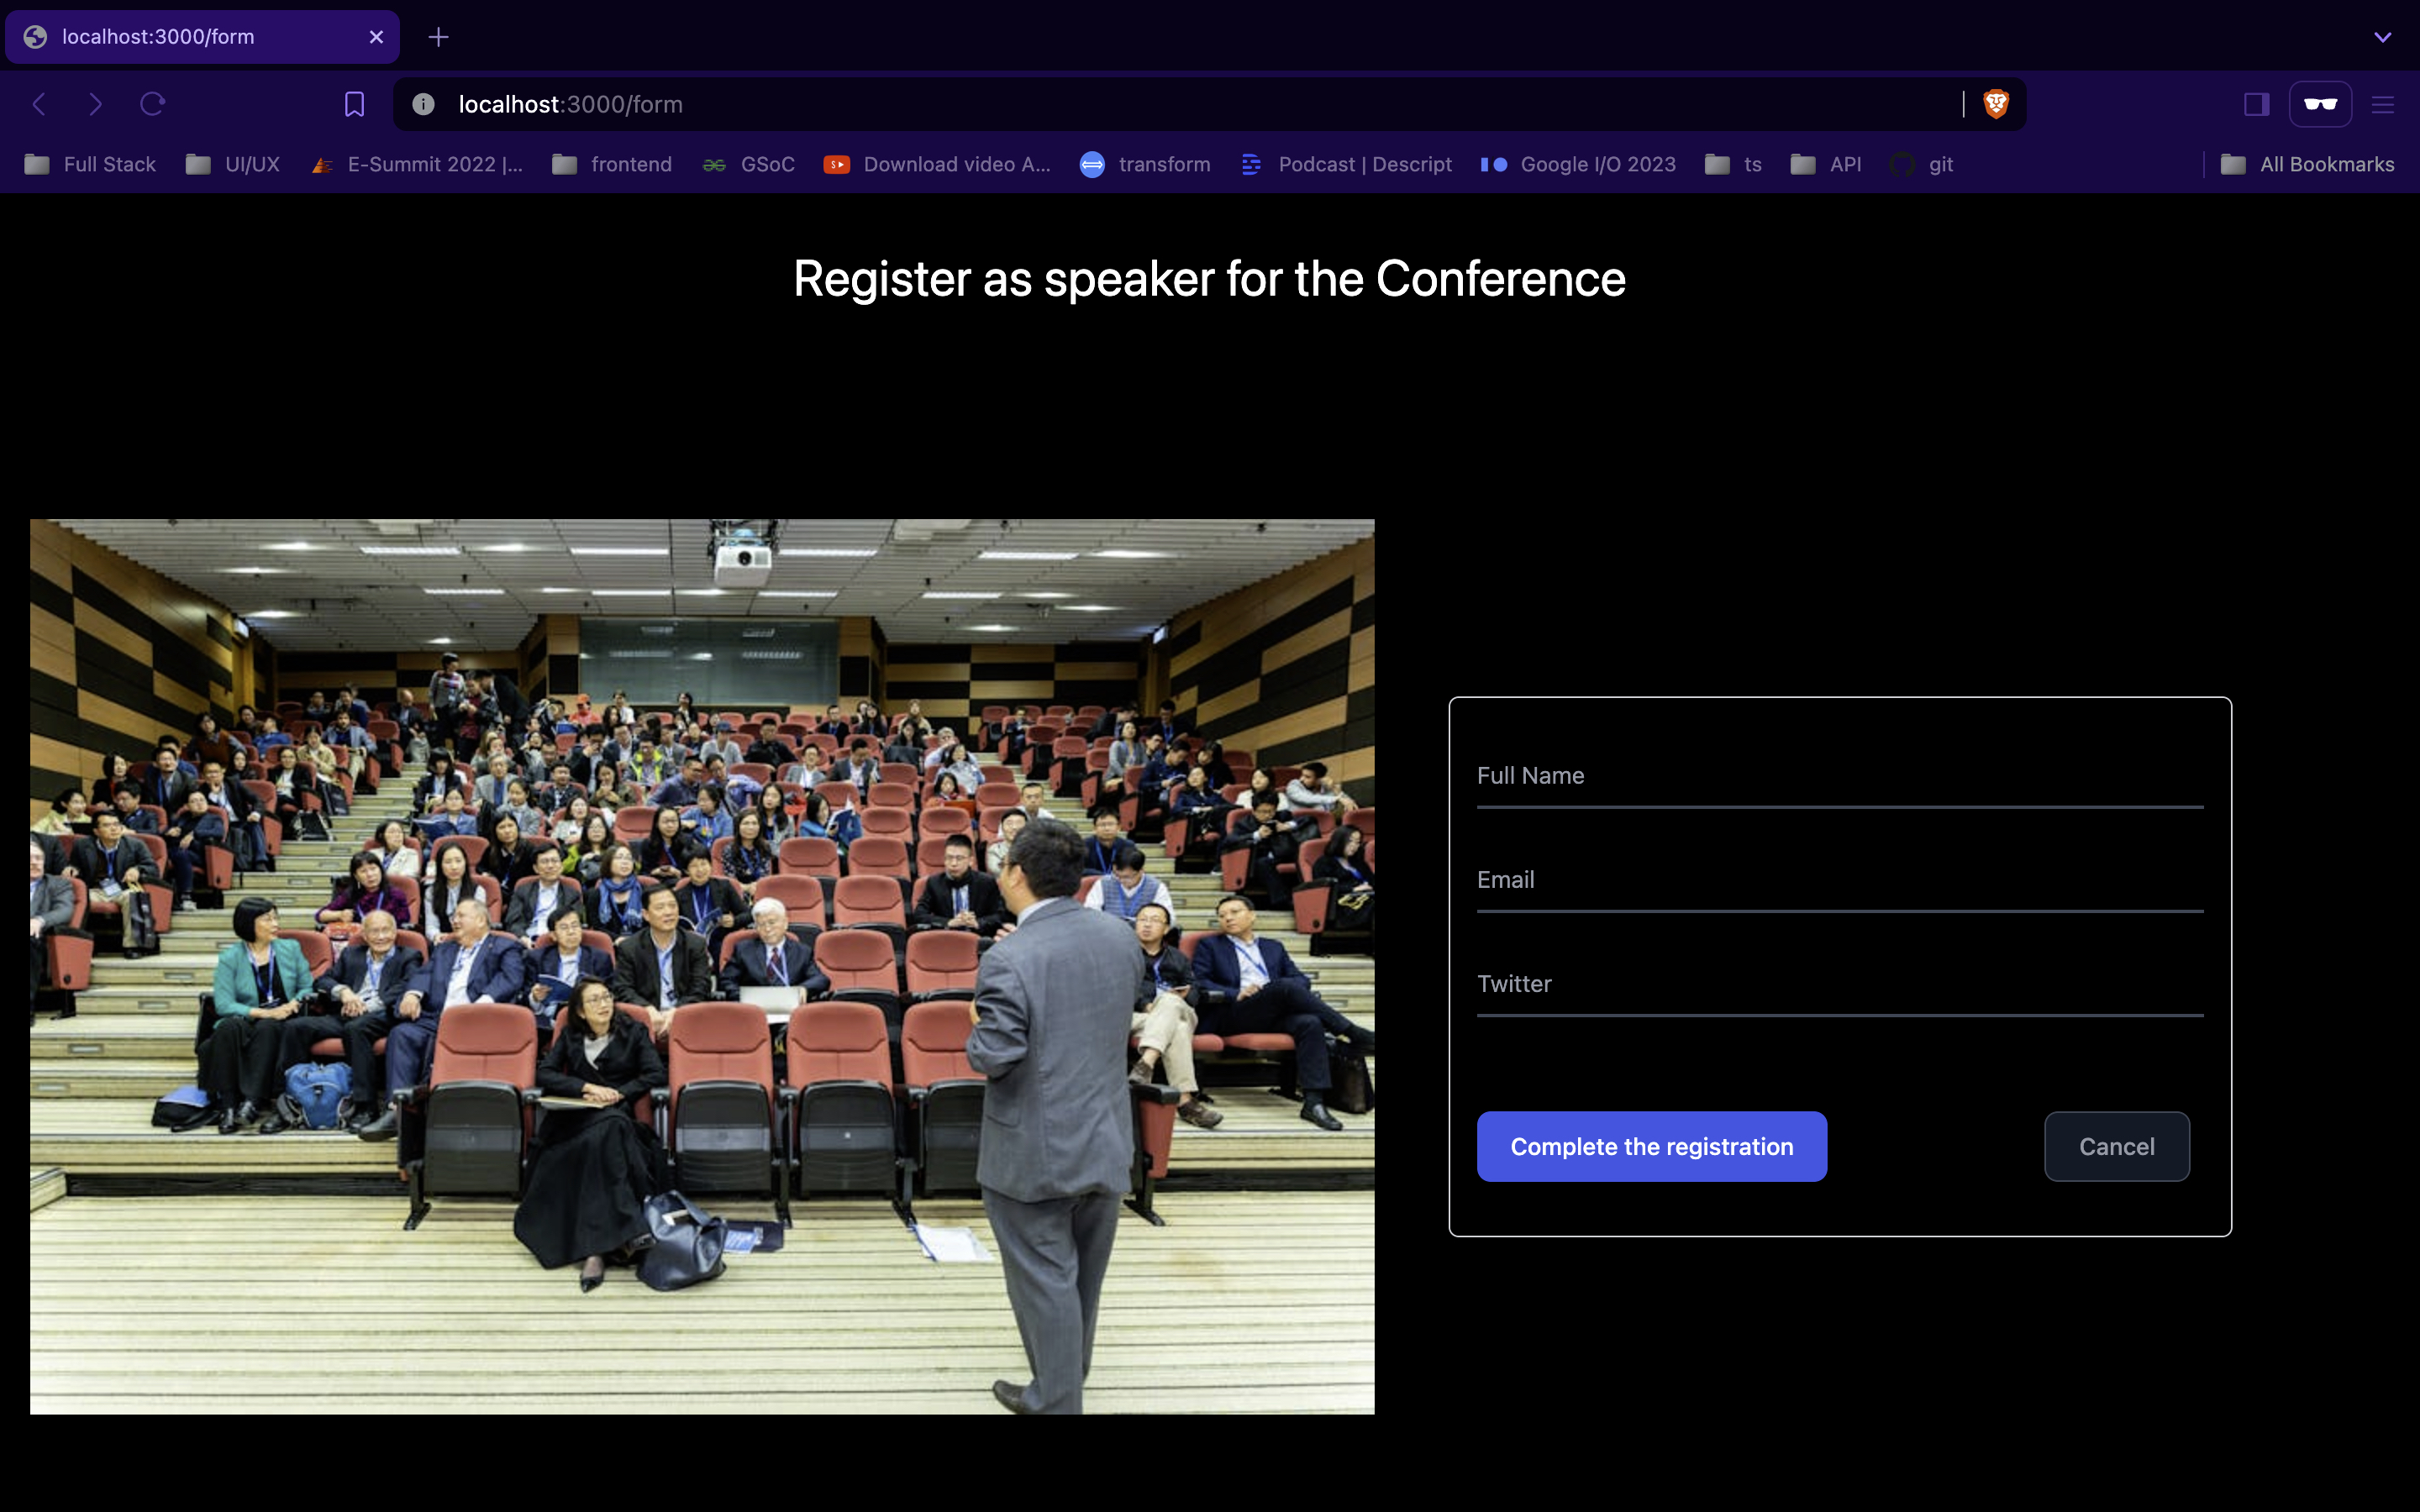 localhost:3000/form
localhost:3000/form
Full Stack UI/UX E-Summit 2022 |... frontend GSoC Download video A... transform Podcast | Descript Google I/O 2023 ts API git All Bookmarks
Register as speaker for the Conference
Full Name
Email
Twitter
Complete the registration Cancel